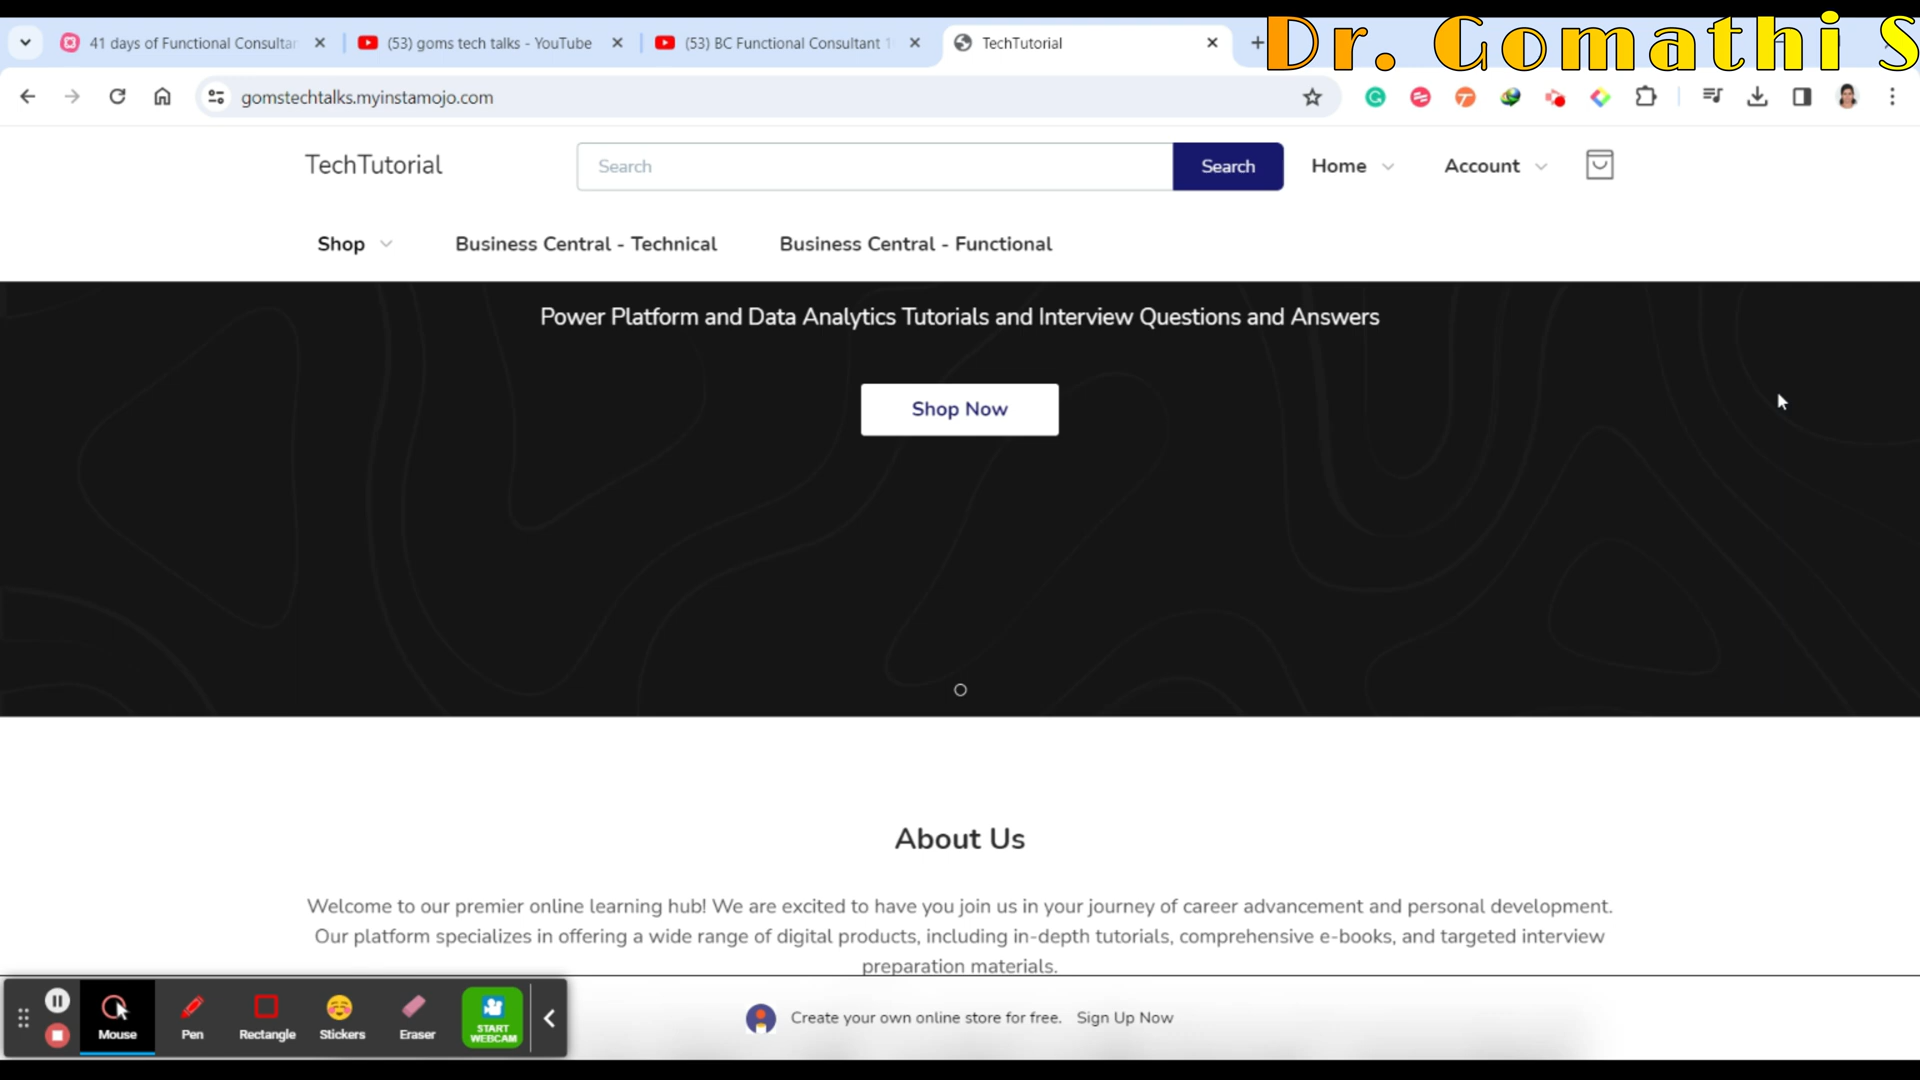 Dr. Gomathi S
41 days of Functional Consultan
(53) goms tech talks - YouTube
(53) BC Functional Consultant 1
TechTutorial
gomstechtalks.myinstamojo.com
TechTutorial
Search
Search
Home
Account
Shop
Business Central - Technical
Business Central - Functional
Power Platform and Data Analytics Tutorials and Interview Questions and Answers
Shop Now
About Us
Welcome to our premier online learning hub! We are excited to have you join us in your journey of career advancement and personal development.
Our platform specializes in offering a wide range of digital products, including in-depth tutorials, comprehensive e-books, and targeted interview
preparation materials.
Mouse
Pen
Rectangle
Stickers
Eraser
START
WEBCAM
Create your own online store for free. Sign Up Now